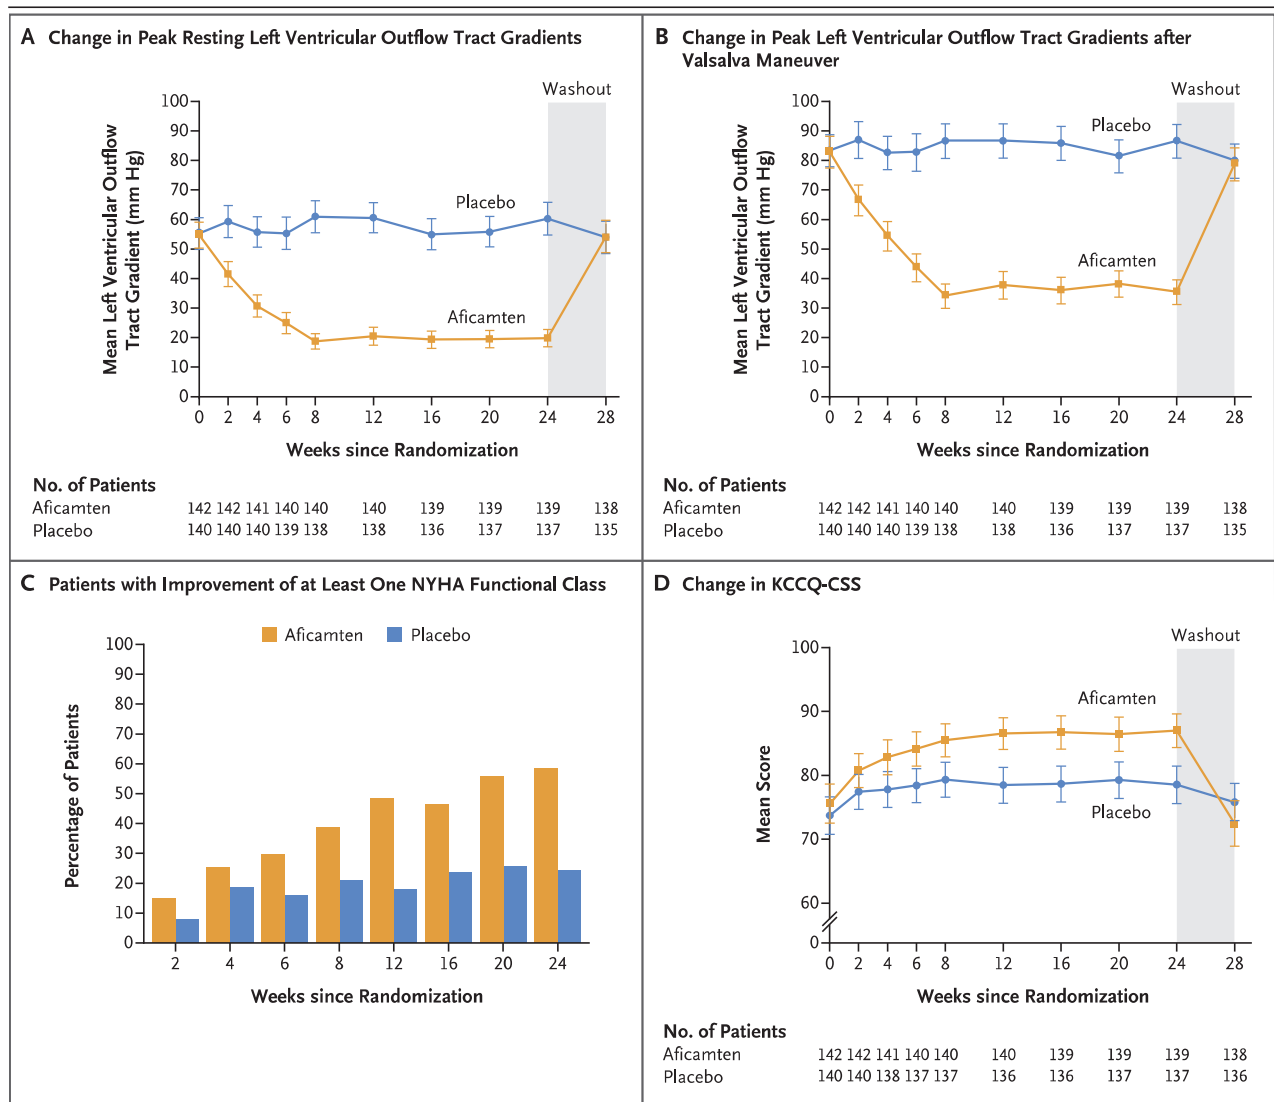 A Change in Peak Resting Left Ventricular Outflow Tract Gradients
Washout
Mean Left Ventricular Outflow
Tract Gradient (mm Hg)
100
90
80
70
60
50
40
30
20
10
0
Placebo
Aficamten
0 2 4 6 8 12 16 20 24 28
Weeks since Randomization
No. of Patients
Aficamten 142 142 141 140 140 140 139 139 139 138
Placebo 140 140 140 139 138 138 136 137 137 135
B Change in Peak Left Ventricular Outflow Tract Gradients after
Valsalva Maneuver
Washout
Mean Left Ventricular Outflow
Tract Gradient (mm Hg)
100
90
80
70
60
50
40
30
20
10
0
Placebo
Aficamten
0 2 4 6 8 12 16 20 24 28
Weeks since Randomization
No. of Patients
Aficamten 142 142 141 140 140 140 139 139 139 138
Placebo 140 140 140 139 138 138 136 137 137 135
C Patients with Improvement of at Least One NYHA Functional Class
Aficamten Placebo
Percentage of Patients
100
90
80
70
60
50
40
30
20
10
0
2 4 6 8 12 16 20 24
Weeks since Randomization
D Change in KCCQ-CSS
Washout
Mean Score
100
90
80
70
60
0
Aficamten
Placebo
0 2 4 6 8 12 16 20 24 28
Weeks since Randomization
No. of Patients
Aficamten 142 142 141 140 140 140 139 139 139 138
Placebo 140 140 138 137 137 136 136 137 137 136